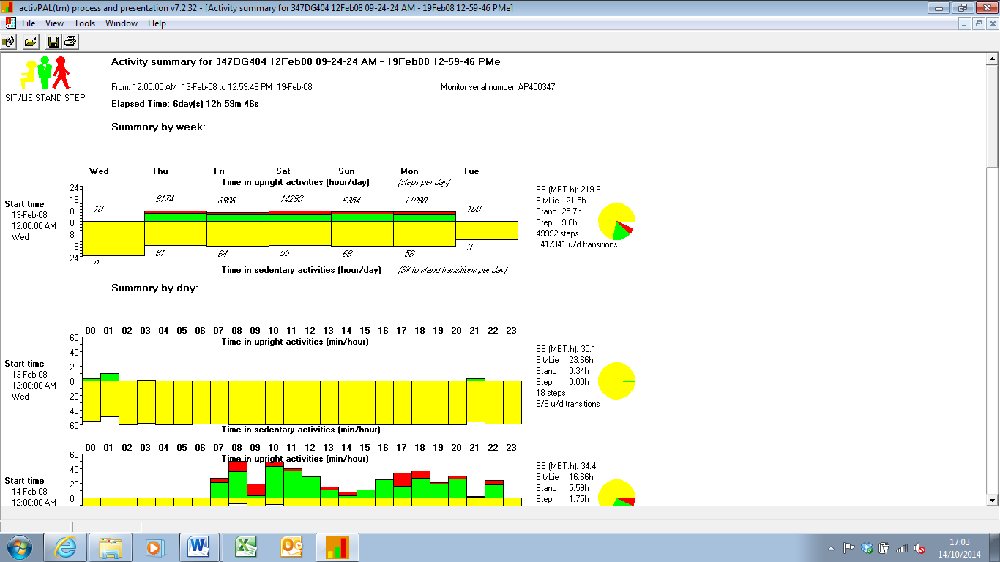 activPAL(tm) process and presentation v7.2.32 - [Activity summary for 347DG404 12Feb08 09-24-24 AM - 19Feb08 12-59-46 PMe]
File View Tools Window Help
Activity summary for 347DG404 12Feb08 09-24-24 AM - 19Feb08 12-59-46 PMe
SIT/LIE STAND STEP
From: 12:00:00 AM 13-Feb-08 to 12:59:46 PM 19-Feb-08 Monitor serial number: AP400347
Elapsed Time: 6day(s) 12h 59m 46s
Summary by week:
Wed Thu Fri Sat Sun Mon Tue
Time in upright activities (hour/day) (steps per day)
24
16
8
0
8
16
24
18 9174 8906 14290 6354 11090 160
Start time
13-Feb-08
12:00:00 AM
Wed
8 81 64 55 68 58 3
Time in sedentary activities (hour/day) (Sit to stand transitions per day)
EE (MET.h): 219.6
Sit/Lie 121.5h
Stand 25.7h
Step 9.8h
49992 steps
341/341 u/d transitions
Summary by day:
00 01 02 03 04 05 06 07 08 09 10 11 12 13 14 15 16 17 18 19 20 21 22 23
Time in upright activities (min/hour)
60
40
20
0
20
40
60
Start time
13-Feb-08
12:00:00 AM
Wed
Time in sedentary activities (min/hour)
EE (MET.h): 30.1
Sit/Lie 23.66h
Stand 0.34h
Step 0.00h
18 steps
9/8 u/d transitions
00 01 02 03 04 05 06 07 08 09 10 11 12 13 14 15 16 17 18 19 20 21 22 23
Time in upright activities (min/hour)
60
40
20
0
Start time
14-Feb-08
12:00:00 AM
EE (MET.h): 34.4
Sit/Lie 16.66h
Stand 5.59h
Step 1.75h
17:03
14/10/2014